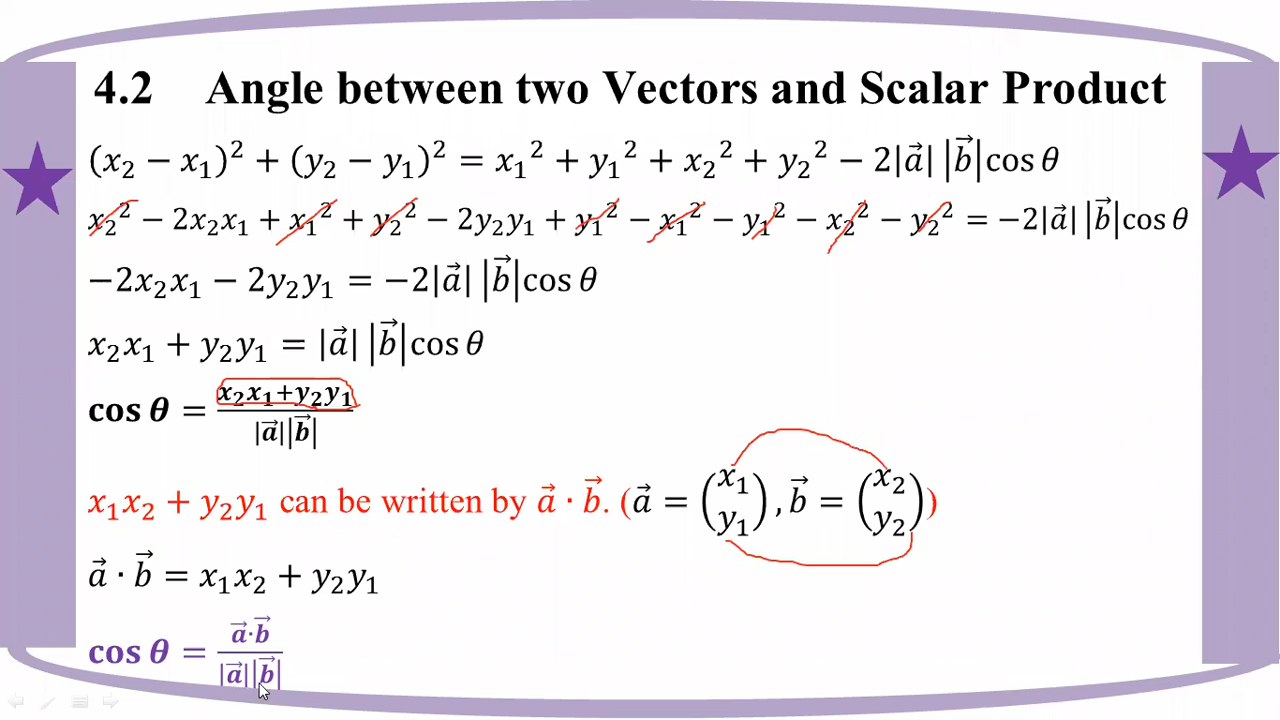 4.2 Angle between two Vectors and Scalar Product
(x₂ − x₁)² + (y₂ − y₁)² = x₁² + y₁² + x₂² + y₂² − 2|a⃗| |b⃗| cos θ
x₂² − 2x₂x₁ + x₁² + y₂² − 2y₂y₁ + y₁² − x₁² − y₁² − x₂² − y₂² = −2|a⃗| |b⃗| cos θ
−2x₂x₁ − 2y₂y₁ = −2|a⃗| |b⃗| cos θ
x₂x₁ + y₂y₁ = |a⃗| |b⃗| cos θ
cos θ = (x₂x₁+y₂y₁)/(|a⃗||b⃗|)
x₁x₂ + y₂y₁ can be written by a⃗ · b⃗. (a⃗ = (x₁ y₁), b⃗ = (x₂ y₂))
a⃗ · b⃗ = x₁x₂ + y₂y₁
cos θ = (a⃗·b⃗)/(|a⃗||b⃗|)